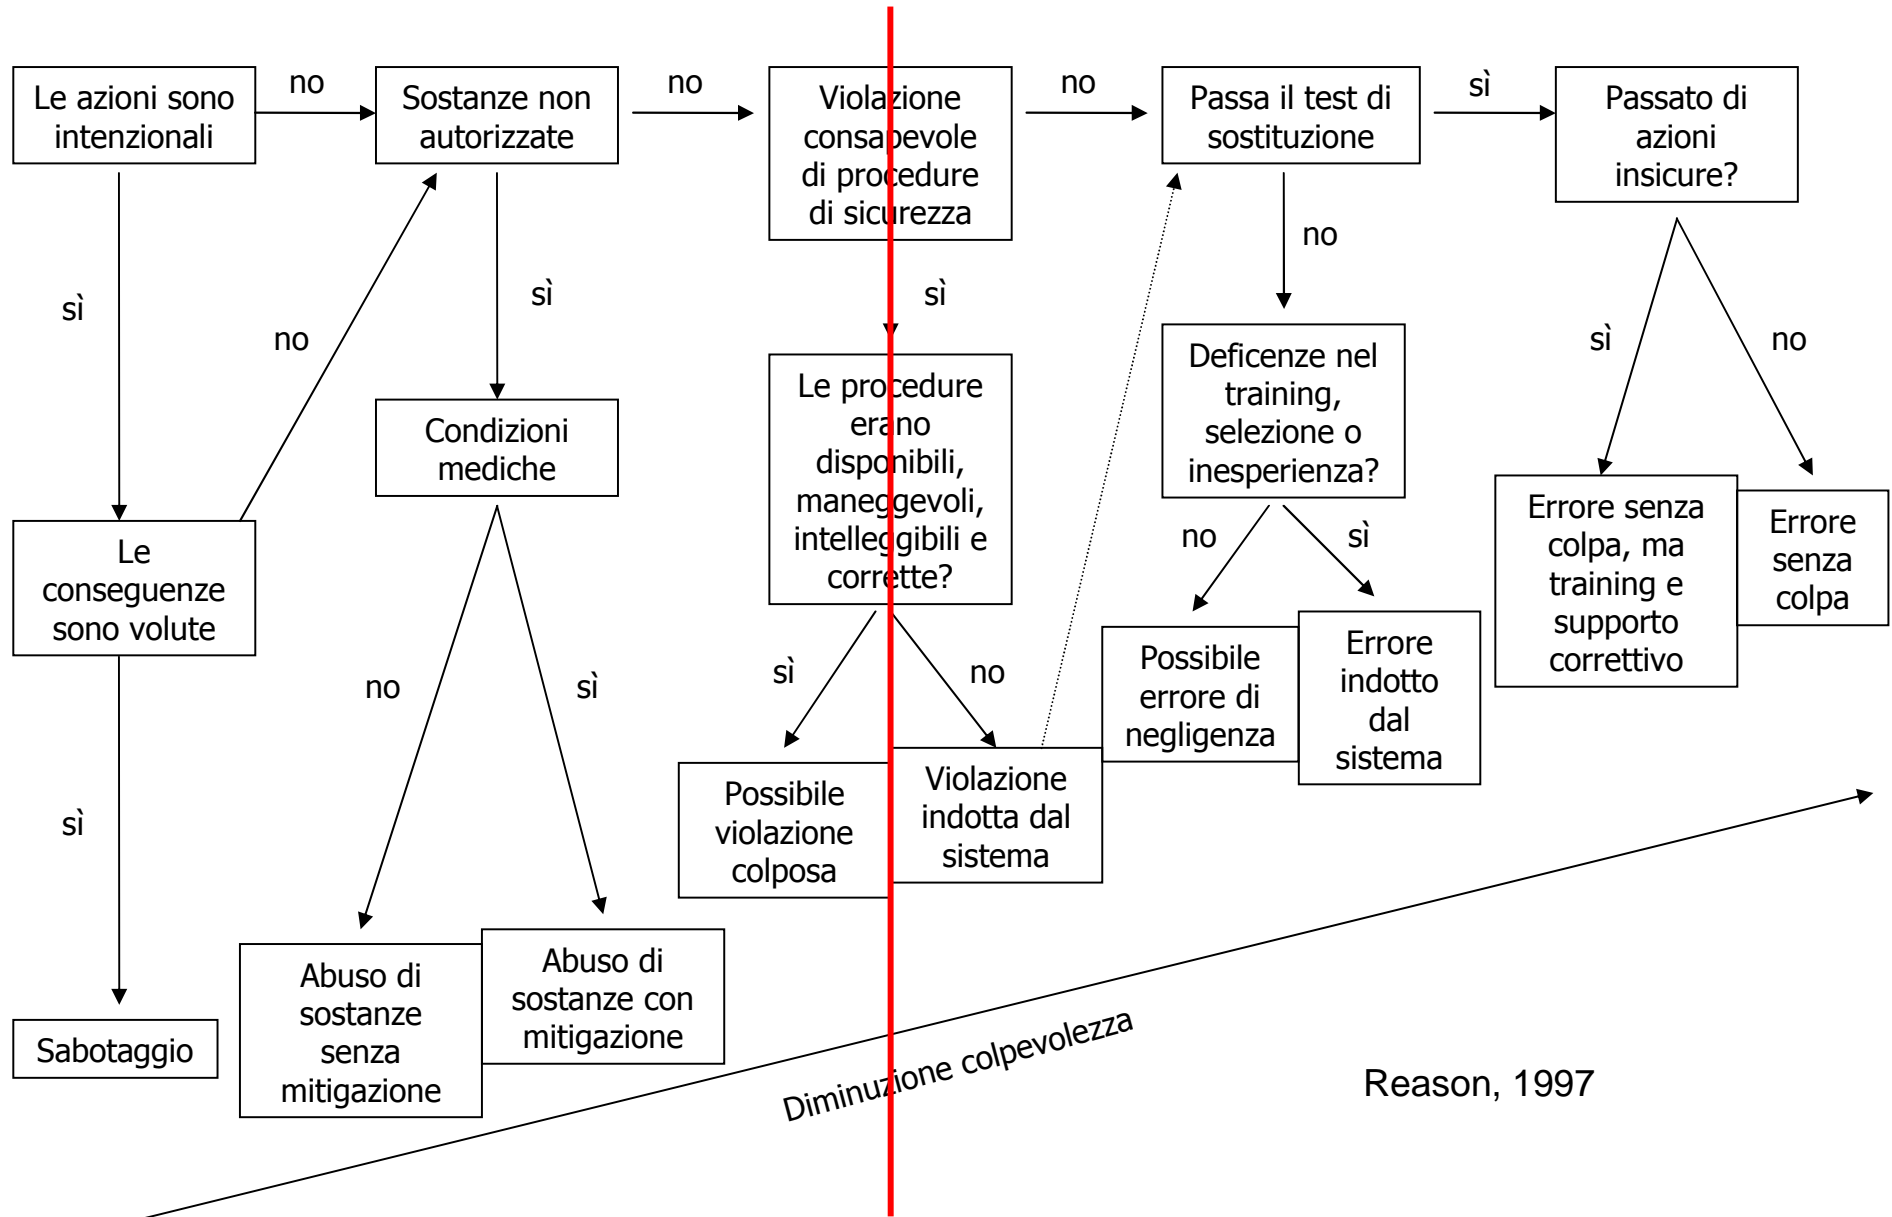 Le azioni sono
intenzionali
no
Sostanze non
autorizzate
no
Violazione
consapevole
di procedure
di sicurezza
no
Passa il test di
sostituzione
sì
Passato di
azioni
insicure?
sì
no
sì
sì
no
sì
no
Le
conseguenze
sono volute
Condizioni
mediche
Le procedure
erano
disponibili,
maneggevoli,
intelleggibili e
corrette?
Deficenze nel
training,
selezione o
inesperienza?
no
sì
Errore senza
colpa, ma
training e
supporto
correttivo
Errore
senza
colpa
sì
no
sì
sì
no
Possibile
errore di
negligenza
Errore
indotto
dal
sistema
Possibile
violazione
colposa
Violazione
indotta dal
sistema
Sabotaggio
Abuso di
sostanze
senza
mitigazione
Abuso di
sostanze con
mitigazione
Diminuzione colpevolezza
Reason, 1997